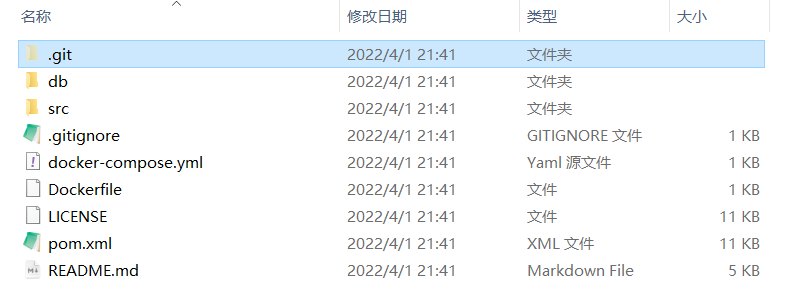 名称 修改日期 类型 大小
.git 2022/4/1 21:41 文件夹
db 2022/4/1 21:41 文件夹
src 2022/4/1 21:41 文件夹
.gitignore 2022/4/1 21:41 GITIGNORE 文件 1 KB
docker-compose.yml 2022/4/1 21:41 Yaml 源文件 1 KB
Dockerfile 2022/4/1 21:41 文件 1 KB
LICENSE 2022/4/1 21:41 文件 11 KB
pom.xml 2022/4/1 21:41 XML 文件 11 KB
README.md 2022/4/1 21:41 Markdown File 5 KB